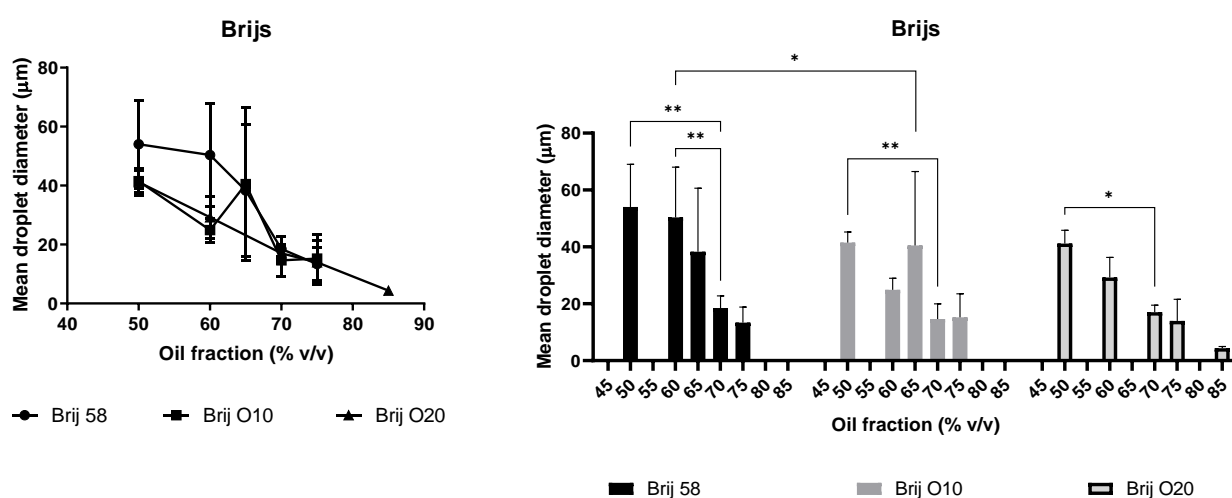 Brijs
Mean droplet diameter (μm)
80
60
40
20
0
40 50 60 70 80 90
Oil fraction (% v/v)
Brij 58 Brij O10 Brij O20
Brijs
Mean droplet diameter (μm)
*
**
**
**
*
80
60
40
20
0
45 50 55 60 65 70 75 80 85 45 50 55 60 65 70 75 80 85 45 50 55 60 65 70 75 80 85
Oil fraction (% v/v)
Brij 58 Brij O10 Brij O20